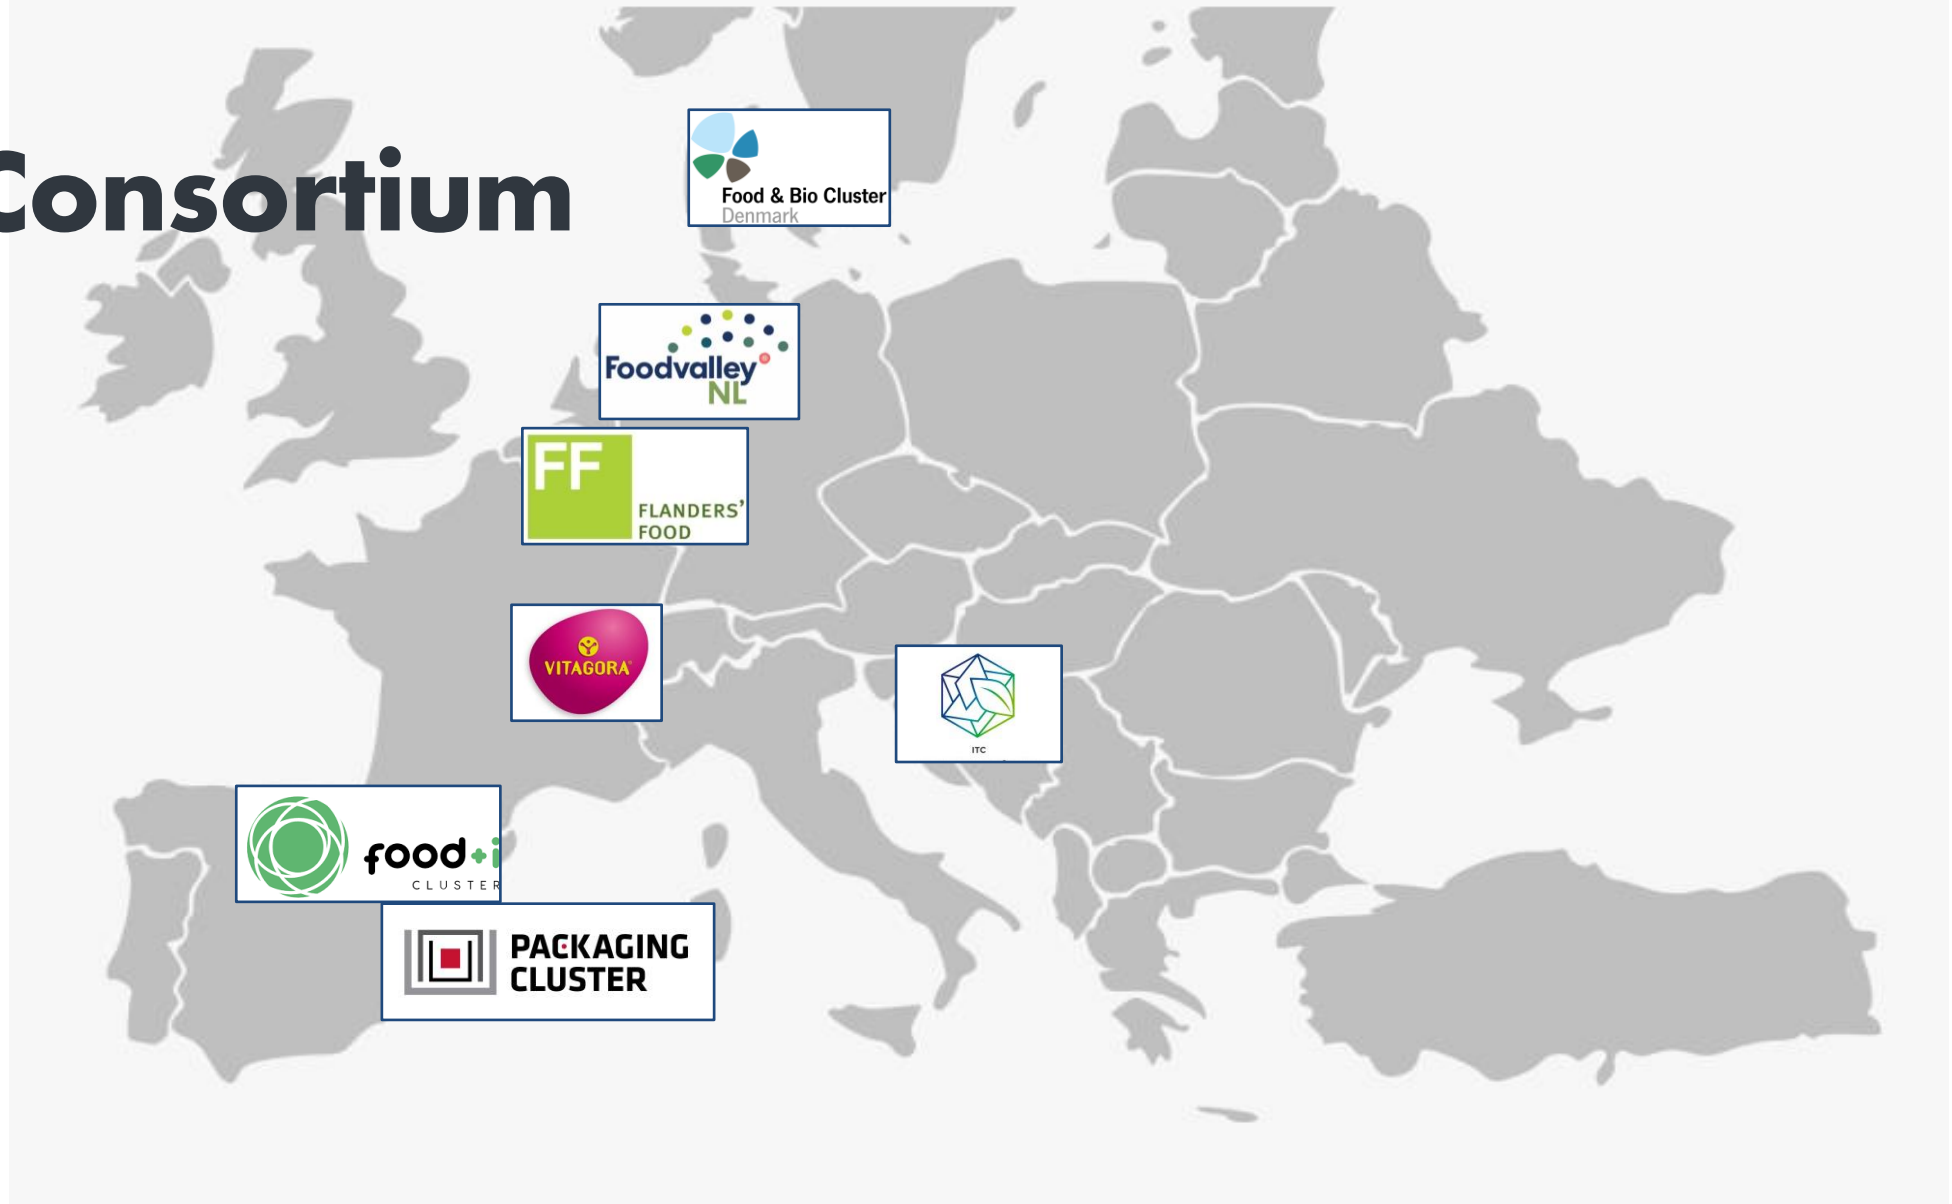 Consortium
Food & Bio Cluster
Denmark
Foodvalley
NL
FF
FLANDERS'
FOOD
VITAGORA
ITC
food+i
CLUSTER
PACKAGING
CLUSTER